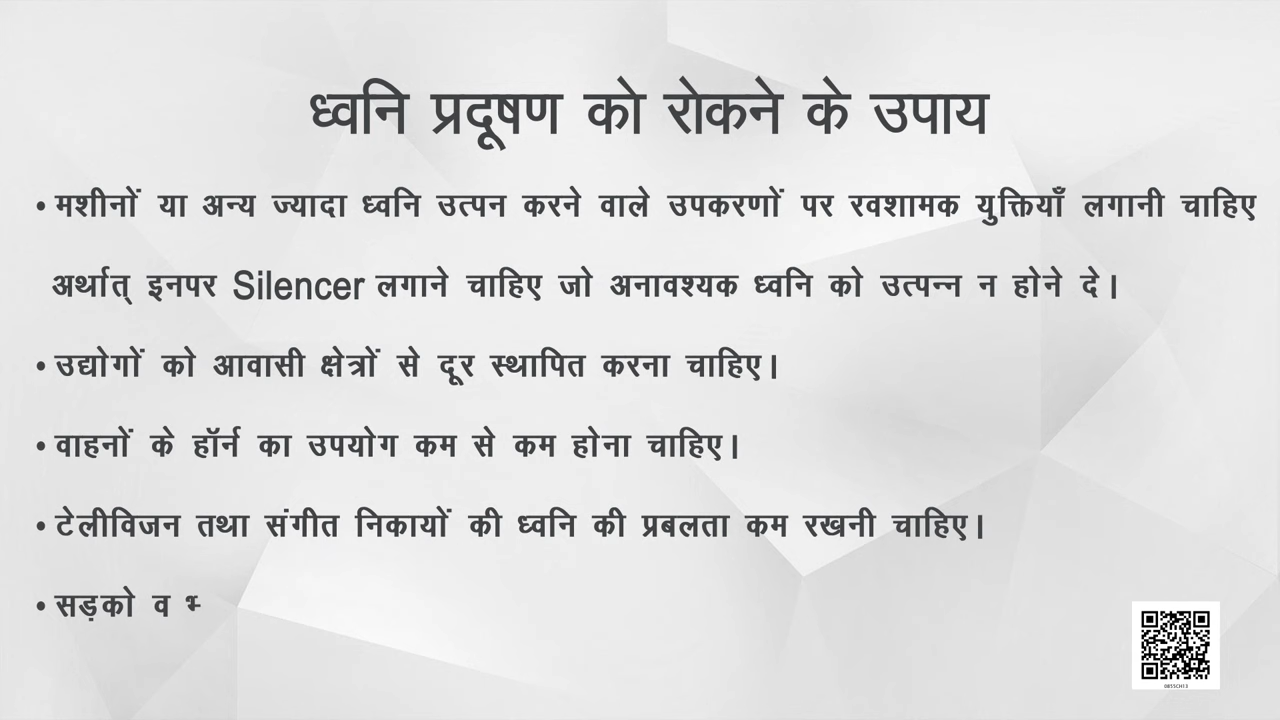 ध्वनि प्रदूषण को रोकने के उपाय
• मशीनों या अन्य ज्यादा ध्वनि उत्पन करने वाले उपकरणों पर रवशामक युक्तियाँ लगानी चाहिए
अर्थात् इनपर Silencer लगाने चाहिए जो अनावश्यक ध्वनि को उत्पन्न न होने दे।
• उद्योगों को आवासी क्षेत्रों से दूर स्थापित करना चाहिए।
• वाहनों के हॉर्न का उपयोग कम से कम होना चाहिए।
• टेलीविजन तथा संगीत निकायों की ध्वनि की प्रबलता कम रखनी चाहिए।
• सड़को व
0855CH13